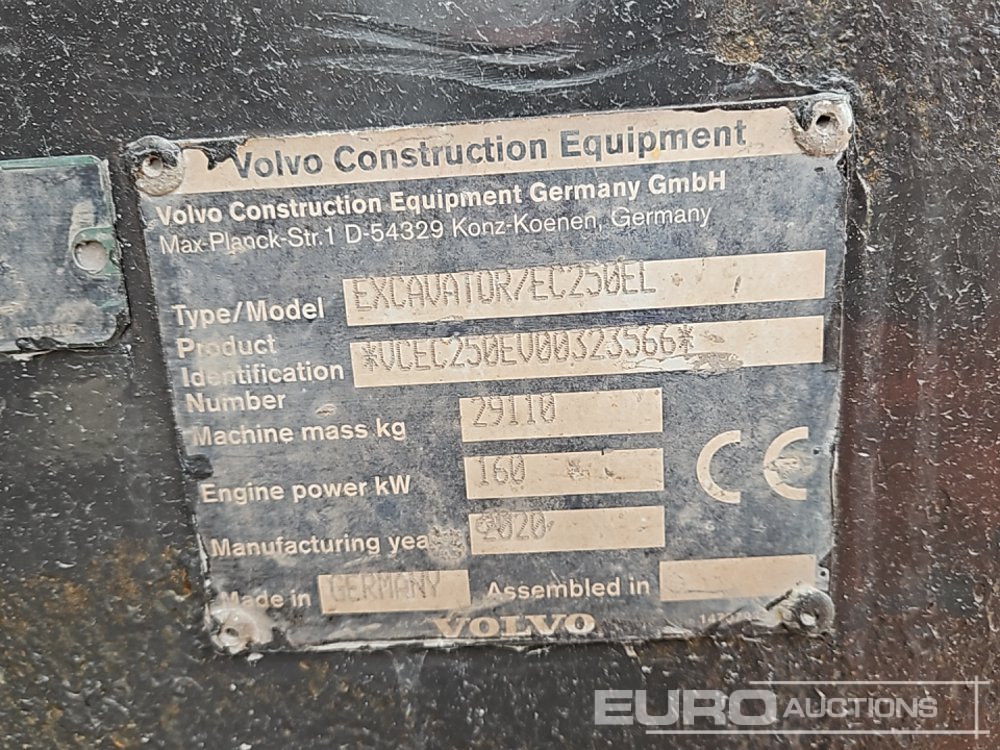 Volvo Construction Equipment
Volvo Construction Equipment Germany GmbH
Max-Planck-Str.1 D-54329 Konz-Koenen, Germany
Type/Model EXCAVATOR/EC250EL
Product Identification Number *VCEC250EV00323566*
Machine mass kg 29110
Engine power kW 160
Manufacturing year 2020
Made in GERMANY Assembled in
CE
VOLVO
EURO AUCTIONS